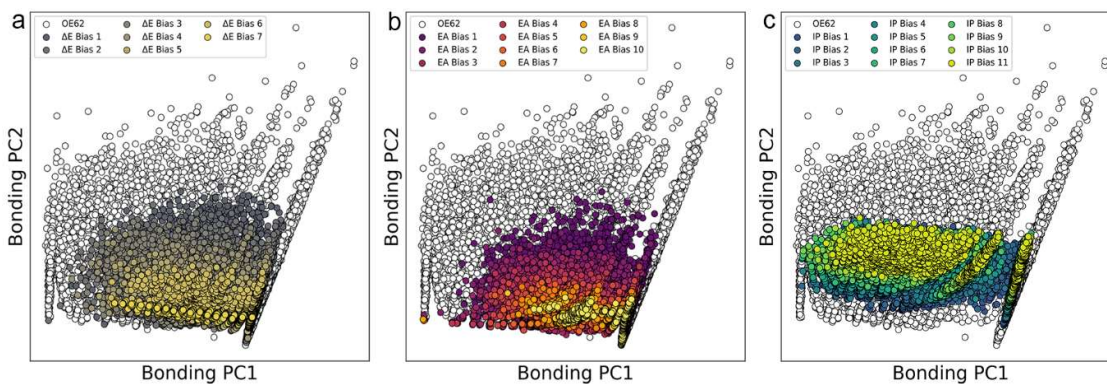 a
OE62
ΔE Bias 1
ΔE Bias 2
ΔE Bias 3
ΔE Bias 4
ΔE Bias 5
ΔE Bias 6
ΔE Bias 7
Bonding PC2
Bonding PC1
b
OE62
EA Bias 1
EA Bias 2
EA Bias 3
EA Bias 4
EA Bias 5
EA Bias 6
EA Bias 7
EA Bias 8
EA Bias 9
EA Bias 10
Bonding PC2
Bonding PC1
c
OE62
IP Bias 1
IP Bias 2
IP Bias 3
IP Bias 4
IP Bias 5
IP Bias 6
IP Bias 7
IP Bias 8
IP Bias 9
IP Bias 10
IP Bias 11
Bonding PC2
Bonding PC1